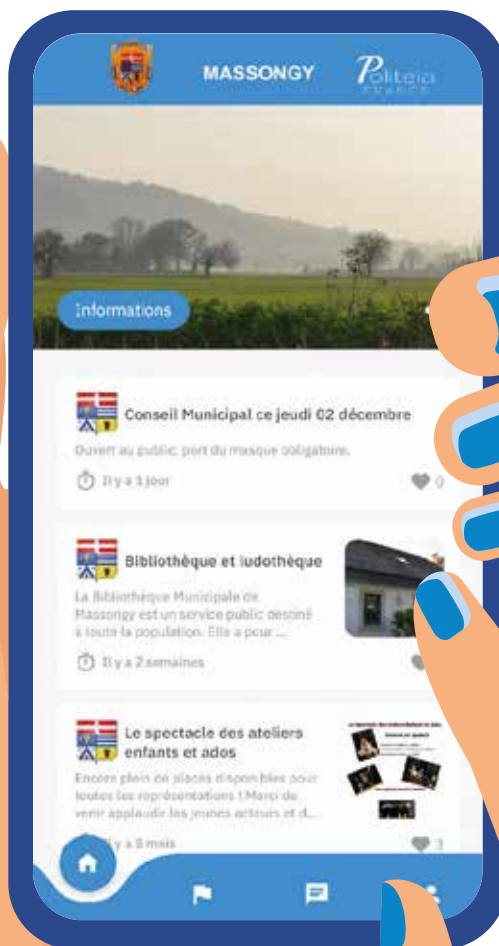 MASSONGY
Politeia
FRANCE
Informations
Conseil Municipal ce jeudi 02 décembre
Ouvert au public, port du masque obligatoire.
Il y a 1 jour
0
Bibliothèque et ludothèque
La Bibliothèque Municipale de
Massongy est un service public destiné
à toute la population. Elle a pour ...
Il y a 2 semaines
Le spectacle des ateliers
enfants et ados
Encore plein de places disponibles pour
toutes les représentations ! Merci de
venir applaudir les jeunes acteurs et d...
y a 8 mois
3